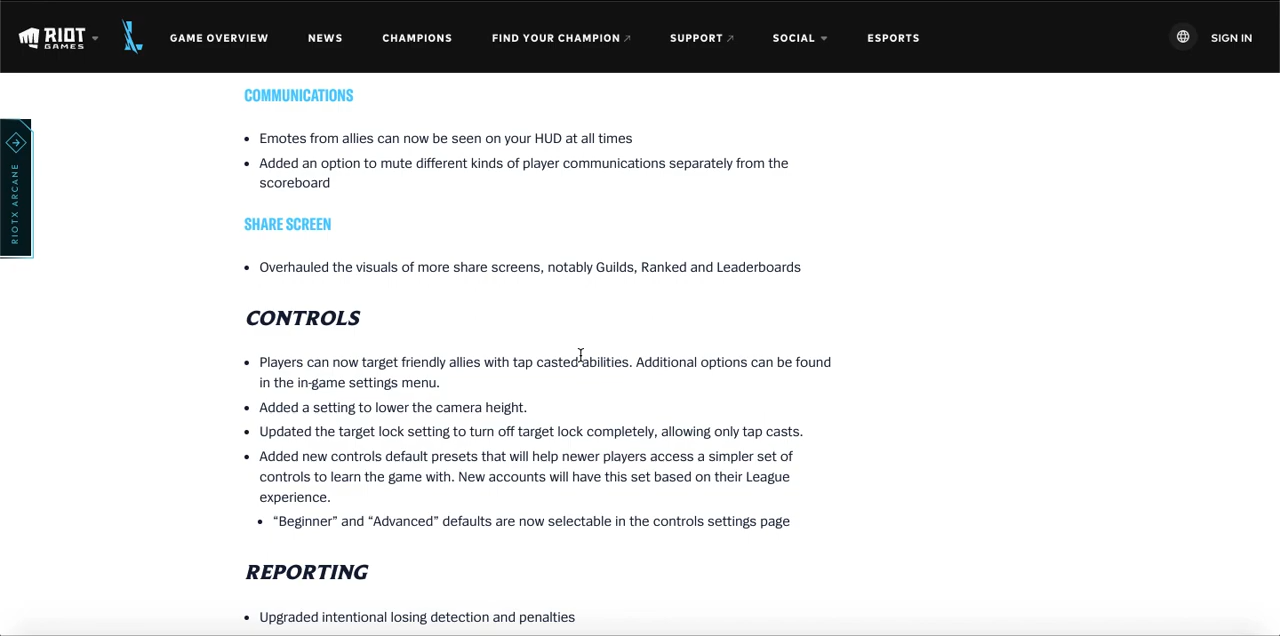 RIOT
GAMES
GAME OVERVIEW
NEWS
CHAMPIONS
FIND YOUR CHAMPION
SUPPORT
SOCIAL
ESPORTS
SIGN IN
RIOTX ARCANE
COMMUNICATIONS
Emotes from allies can now be seen on your HUD at all times
Added an option to mute different kinds of player communications separately from the
scoreboard
SHARE SCREEN
Overhauled the visuals of more share screens, notably Guilds, Ranked and Leaderboards
CONTROLS
Players can now target friendly allies with tap casted abilities. Additional options can be found
in the in-game settings menu.
Added a setting to lower the camera height.
Updated the target lock setting to turn off target lock completely, allowing only tap casts.
Added new controls default presets that will help newer players access a simpler set of
controls to learn the game with. New accounts will have this set based on their League
experience.
“Beginner” and “Advanced” defaults are now selectable in the controls settings page
REPORTING
Upgraded intentional losing detection and penalties